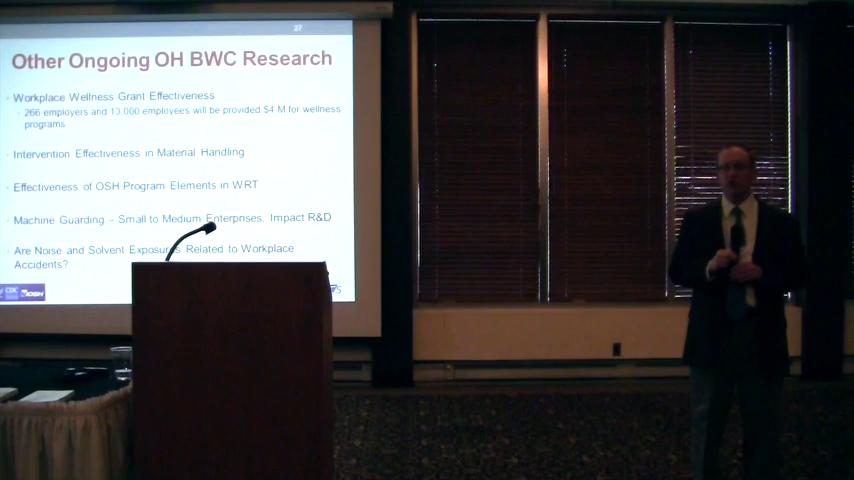 27
Other Ongoing OH BWC Research
Workplace Wellness Grant Effectiveness
266 employers and 13,000 employees will be provided $4 M for wellness
programs
Intervention Effectiveness in Material Handling
Effectiveness of OSH Program Elements in WRT
Machine Guarding – Small to Medium Enterprises, Impact R&D
Are Noise and Solvent Exposures Related to Workplace
Accidents?
CDC
NIOSH